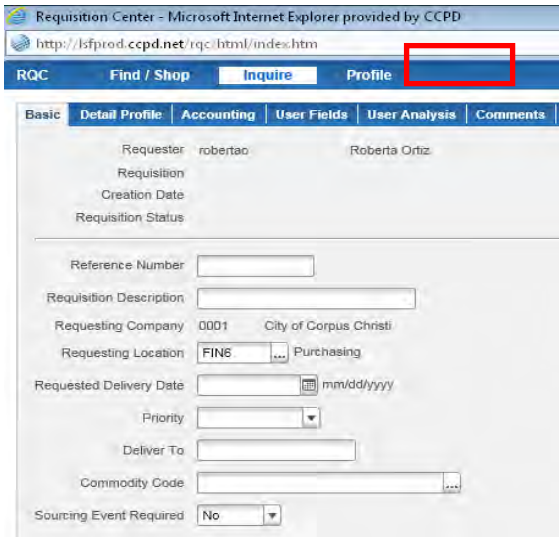 Requisition Center - Microsoft Internet Explorer provided by CCPD
http://lsfprod.ccpd.net/rqc/html/index.htm
RQC Find / Shop Inquire Profile
Basic Detail Profile Accounting User Fields User Analysis Comments
Requester robertao Roberta Ortiz
Requisition
Creation Date
Requisition Status
Reference Number
Requisition Description
Requesting Company 0001 City of Corpus Christi
Requesting Location FIN6 ... Purchasing
Requested Delivery Date mm/dd/yyyy
Priority
Deliver To
Commodity Code ...
Sourcing Event Required No